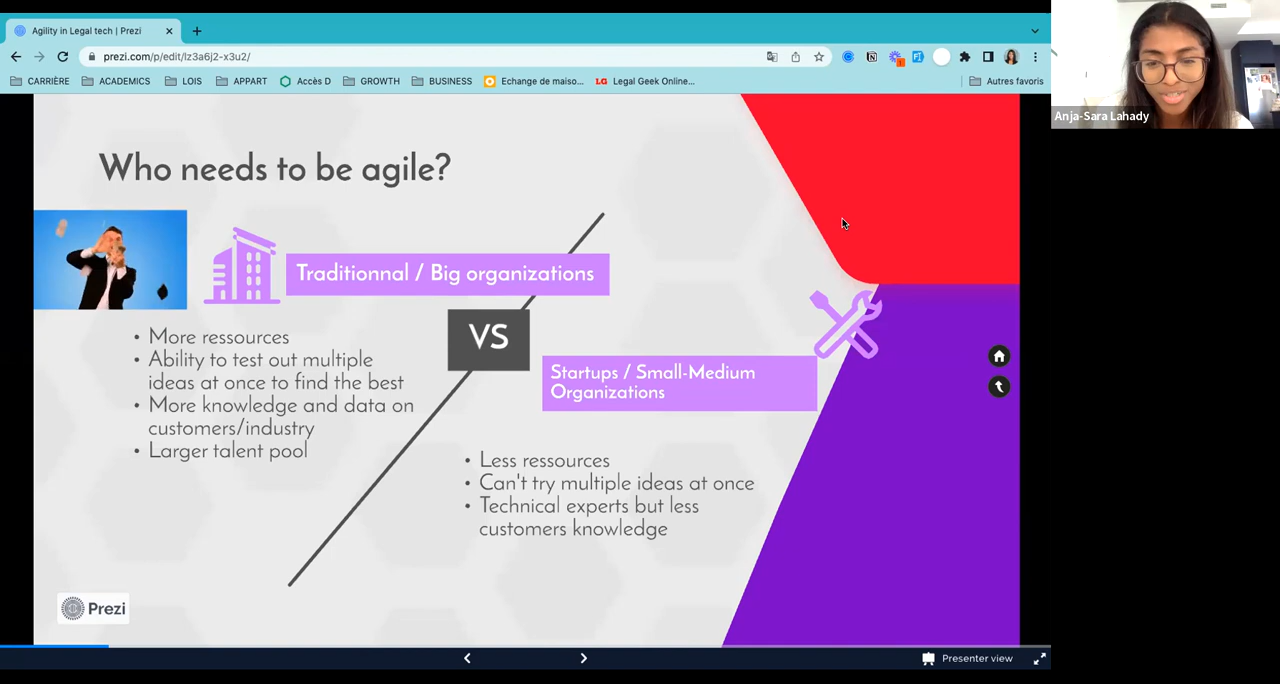 Agility in Legal tech | Prezi
prezi.com/p/edit/lz3a6j2-x3u2/
CARRIÈRE
ACADEMICS
LOIS
APPART
Accès D
GROWTH
BUSINESS
Echange de maiso...
LG Legal Geek Online...
Autres favoris
Anja-Sara Lahady
Who needs to be agile?
Traditionnal / Big organizations
• More ressources
• Ability to test out multiple
ideas at once to find the best
• More knowledge and data on
customers/industry
• Larger talent pool
VS
Startups / Small-Medium
Organizations
• Less ressources
• Can't try multiple ideas at once
• Technical experts but less
customers knowledge
Prezi
Presenter view